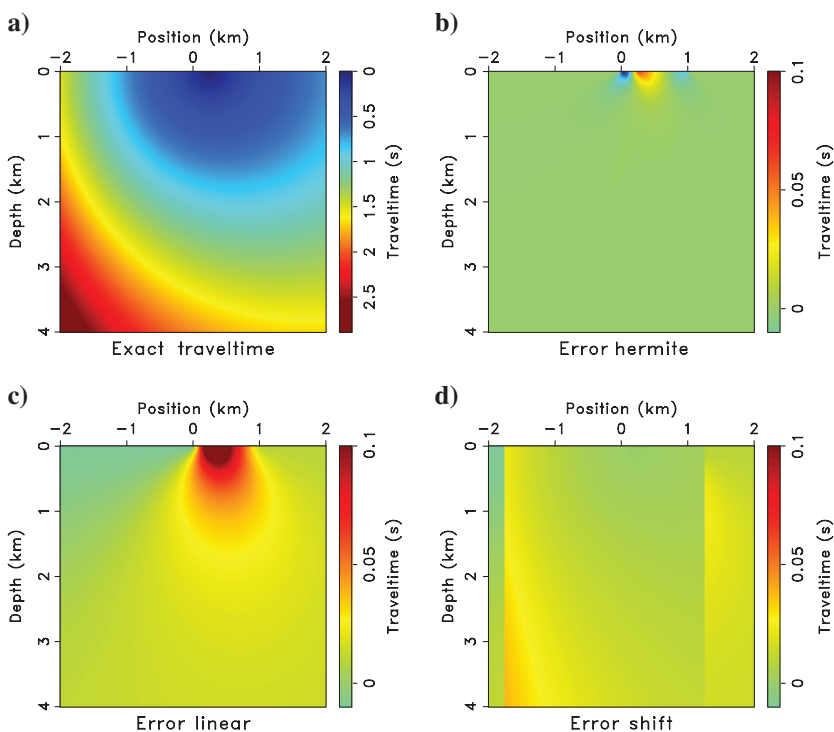 a)
Position (km)
−2 −1 0 1 2
Depth (km)
0
1
2
3
4
0
0.5
1
1.5
2
2.5
Traveltime (s)
Exact traveltime
b)
Position (km)
−2 −1 0 1 2
Depth (km)
0
1
2
3
4
0.1
0.05
0
Traveltime (s)
Error hermite
c)
Position (km)
−2 −1 0 1 2
Depth (km)
0
1
2
3
4
0.1
0.05
0
Traveltime (s)
Error linear
d)
Position (km)
−2 −1 0 1 2
Depth (km)
0
1
2
3
4
0.1
0.05
0
Traveltime (s)
Error shift